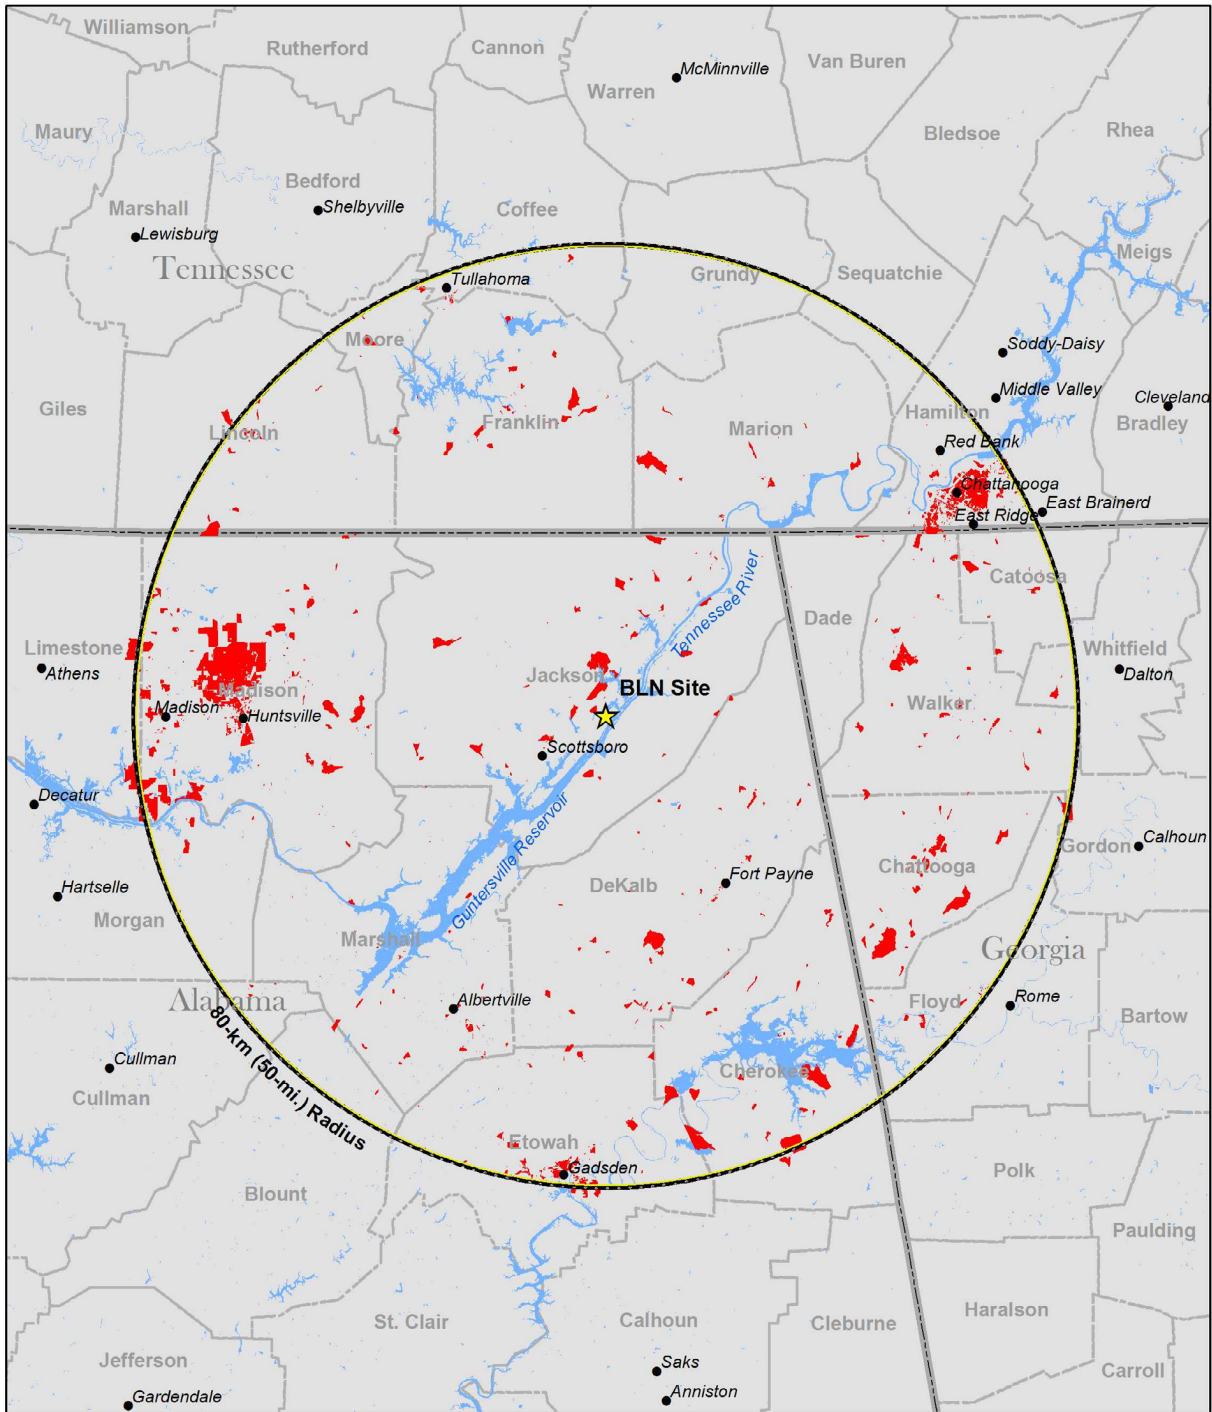 Williamson
Rutherford
Cannon
McMinnville
Van Buren
Warren
Maury
Bledsoe
Rhea
Bedford
Shelbyville
Marshall
Coffee
Lewisburg
Meigs
Tennessee
Grundy
Sequatchie
Tullahoma
Moore
Soddy-Daisy
Middle Valley
Cleveland
Giles
Hamilton
Lincoln
Franklin
Marion
Bradley
Red Bank
Chattanooga
East Brainerd
East Ridge
Catoosa
Tennessee River
Dade
Limestone
Whitfield
Athens
Jackson
Dalton
Madison
BLN Site
Walker
Madison
Huntsville
Scottsboro
Decatur
Guntersville Reservoir
Calhoun
Gordon
Chattooga
Fort Payne
DeKalb
Hartselle
Morgan
Marshall
Georgia
Alabama
Albertville
Floyd
Rome
Bartow
80-km (50-mi.) Radius
Cullman
Cherokee
Cullman
Etowah
Gadsden
Polk
Blount
Paulding
St. Clair
Calhoun
Cleburne
Haralson
Jefferson
Saks
Carroll
Gardendale
Anniston